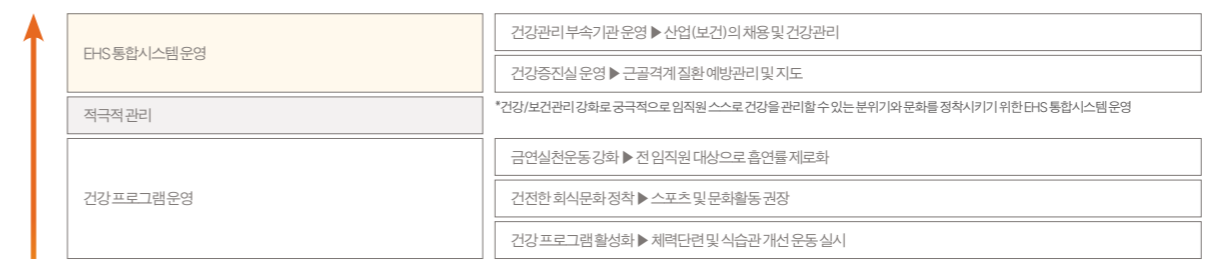 EHS 통합시스템 운영
건강관리 부속기관 운영 ▶ 산업(보건)의 채용 및 건강관리
건강증진실 운영 ▶ 근골격계 질환 예방관리 및 지도
적극적 관리
*건강/보건관리 강화로 궁극적으로 임직원 스스로 건강을 관리할 수 있는 분위기와 문화를 정착시키기 위한 EHS 통합시스템 운영
건강 프로그램 운영
금연실천운동 강화 ▶ 전 임직원 대상으로 흡연률 제로화
건전한 회식문화 정착 ▶ 스포츠 및 문화활동 권장
건강 프로그램 활성화 ▶ 체력단련 및 식습관 개선 운동 실시